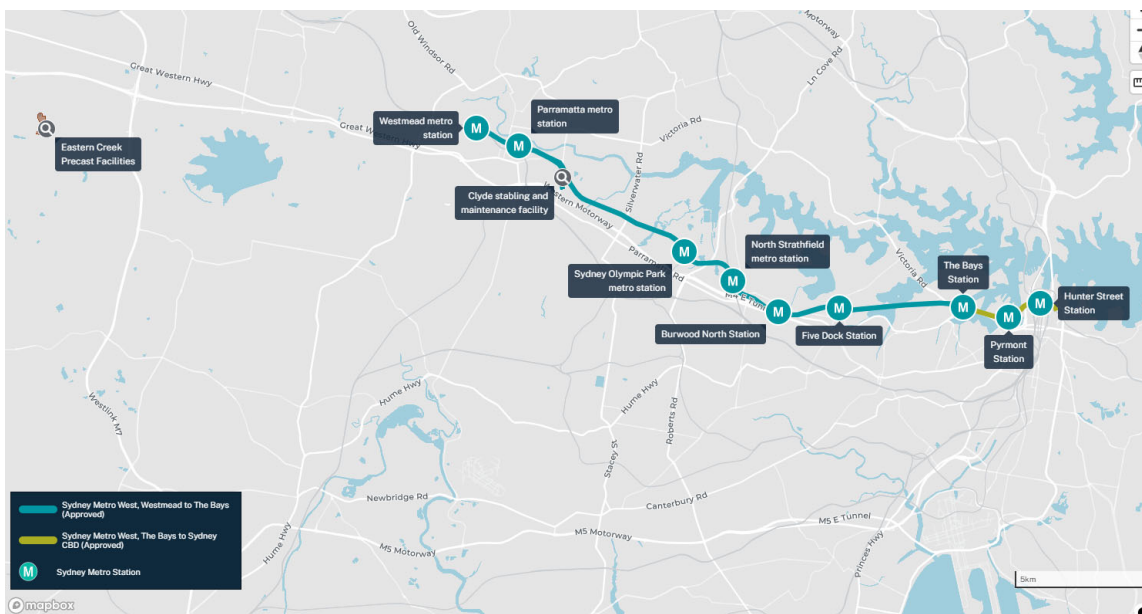 Old Windsor Rd
Motorway
Ln Cove Rd
Great Western Hwy
Westmead metro
station
Parramatta metro
station
Victoria Rd
Eastern Creek
Precast Facilities
Great Western Hwy
Silverwater Rd
Clyde stabling and
maintenance facility
Western Motorway
Parramatta Rd
North Strathfield
metro station
Sydney Olympic Park
metro station
Victoria Rd
The Bays
Station
Hunter Street
Station
M4 E Tunnel
Burwood North Station
Five Dock Station
Pyrmont
Station
Westlink M7
Hume Hwy
Hume Hwy
Roberts Rd
Stacey St
Newbridge Rd
Canterbury Rd
M5 E Tunnel
M5 Motorway
M5 Motorway
Hume Hwy
Princes Hwy
Sydney Metro West, Westmead to The Bays
(Approved)
Sydney Metro West, The Bays to Sydney
CBD (Approved)
M Sydney Metro Station
M
M
M
M
M
M
M
M
M
5km
mapbox